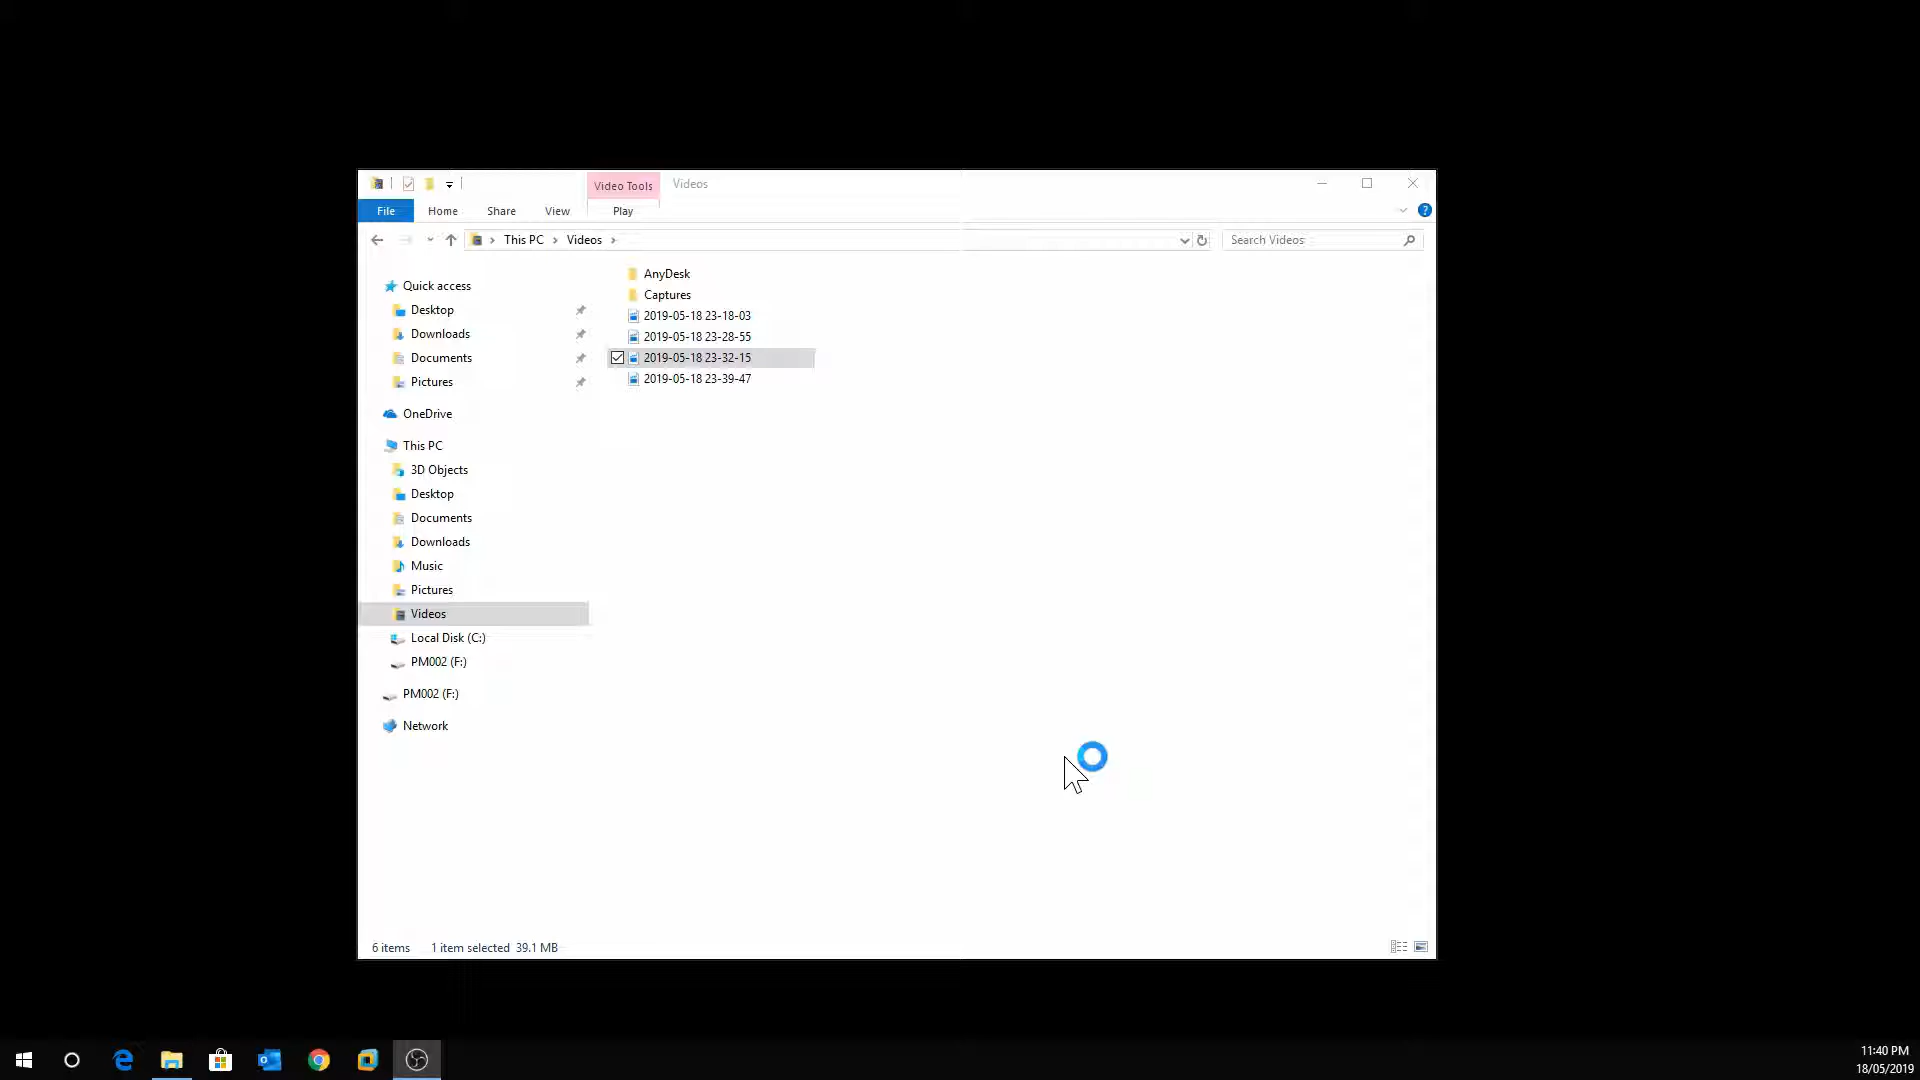 Video Tools Videos
File Home Share View Play
This PC Videos
Search Videos
Quick access
Desktop
Downloads
Documents
Pictures
OneDrive
This PC
3D Objects
Desktop
Documents
Downloads
Music
Pictures
Videos
Local Disk (C:)
PM002 (F:)
PM002 (F:)
Network
AnyDesk
Captures
2019-05-18 23-18-03
2019-05-18 23-28-55
2019-05-18 23-32-15
2019-05-18 23-39-47
6 items 1 item selected 39.1 MB
11:40 PM
18/05/2019